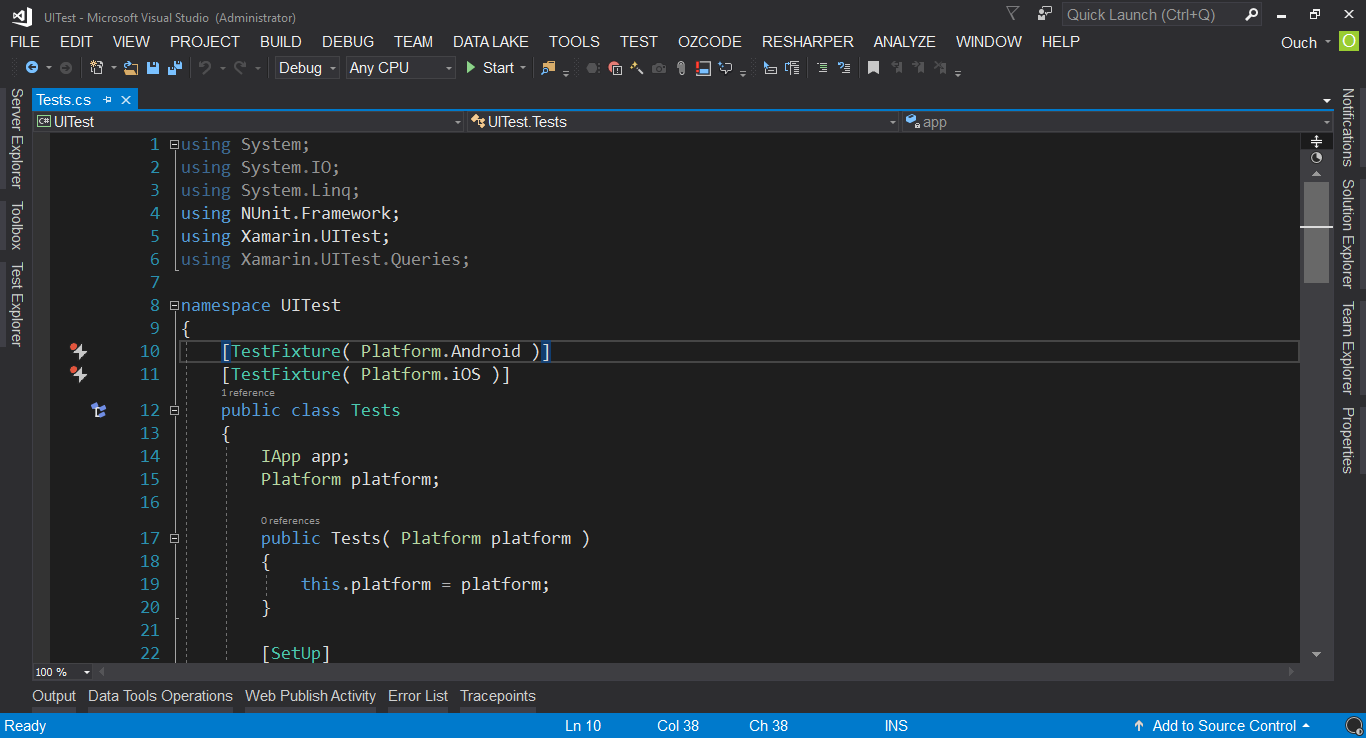 UITest - Microsoft Visual Studio (Administrator)
Quick Launch (Ctrl+Q)
FILE EDIT VIEW PROJECT BUILD DEBUG TEAM DATA LAKE TOOLS TEST OZCODE RESHARPER ANALYZE WINDOW HELP
Ouch O
Debug Any CPU Start
Server Explorer
Toolbox
Test Explorer
Tests.cs
C# UITest UITest.Tests app
1 using System;
2 using System.IO;
3 using System.Linq;
4 using NUnit.Framework;
5 using Xamarin.UITest;
6 using Xamarin.UITest.Queries;
7
8 namespace UITest
9 {
10 [TestFixture( Platform.Android )]
11 [TestFixture( Platform.iOS )]
1 reference
12 public class Tests
13 {
14 IApp app;
15 Platform platform;
16
0 references
17 public Tests( Platform platform )
18 {
19 this.platform = platform;
20 }
21
22 [SetUp]
Notifications
Solution Explorer
Team Explorer
Properties
100 %
Output Data Tools Operations Web Publish Activity Error List Tracepoints
Ready Ln 10 Col 38 Ch 38 INS Add to Source Control